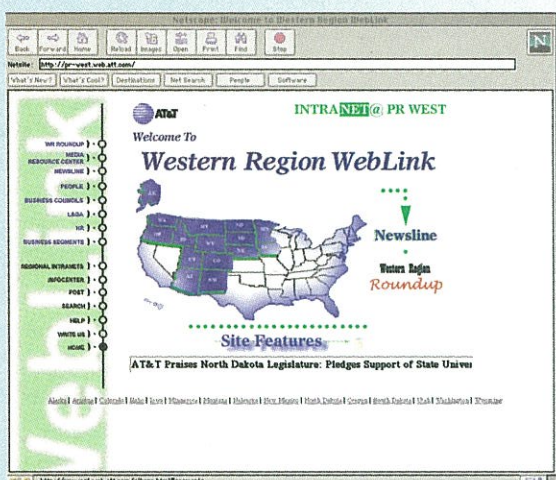 Netscape: Welcome to Western Region WebLink
Back Forward Home Reload Images Open Print Find Stop
N
Netsite: http://pr-west.web.att.com/
What's New? What's Cool? Destinations Net Search People Software
WebLink
AT&T
INTRANET@ PR WEST
Welcome To
Western Region WebLink
WR ROUNDUP
MEDIA
RESOURCE CENTER
NEWSLINE
PEOPLE
BUSINESS COUNCILS
L&GA
HR
BUSINESS SEGMENTS
REGIONAL INTRANETS
INFOCENTER
POST
SEARCH
HELP
WRITE US
HOME
Newsline
Western Region
Roundup
Site Features
AT&T Praises North Dakota Legislature: Pledges Support of State Univer
Alaska | Arizona | Colorado | Idaho | Iowa | Minnesota | Montana | Nebraska | New Mexico | North Dakota | Oregon | South Dakota | Utah | Washington | Wyoming